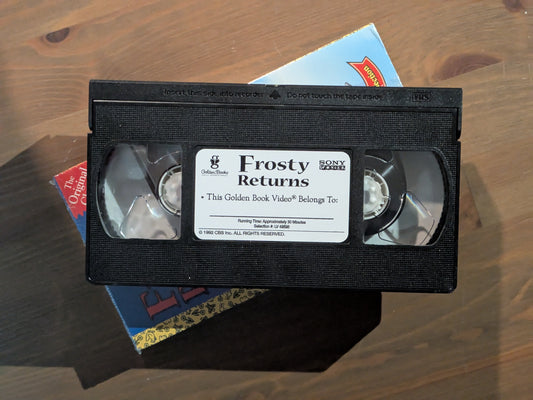 Insert this side into recorder ▲ Do not touch the tape inside VHS
Golden Books
Frosty
Returns
SONY
• This Golden Book Video® Belongs To:
Running Time: Approximately 30 Minutes
© 1992 CBS Inc. ALL RIGHTS RESERVED.
The
Original